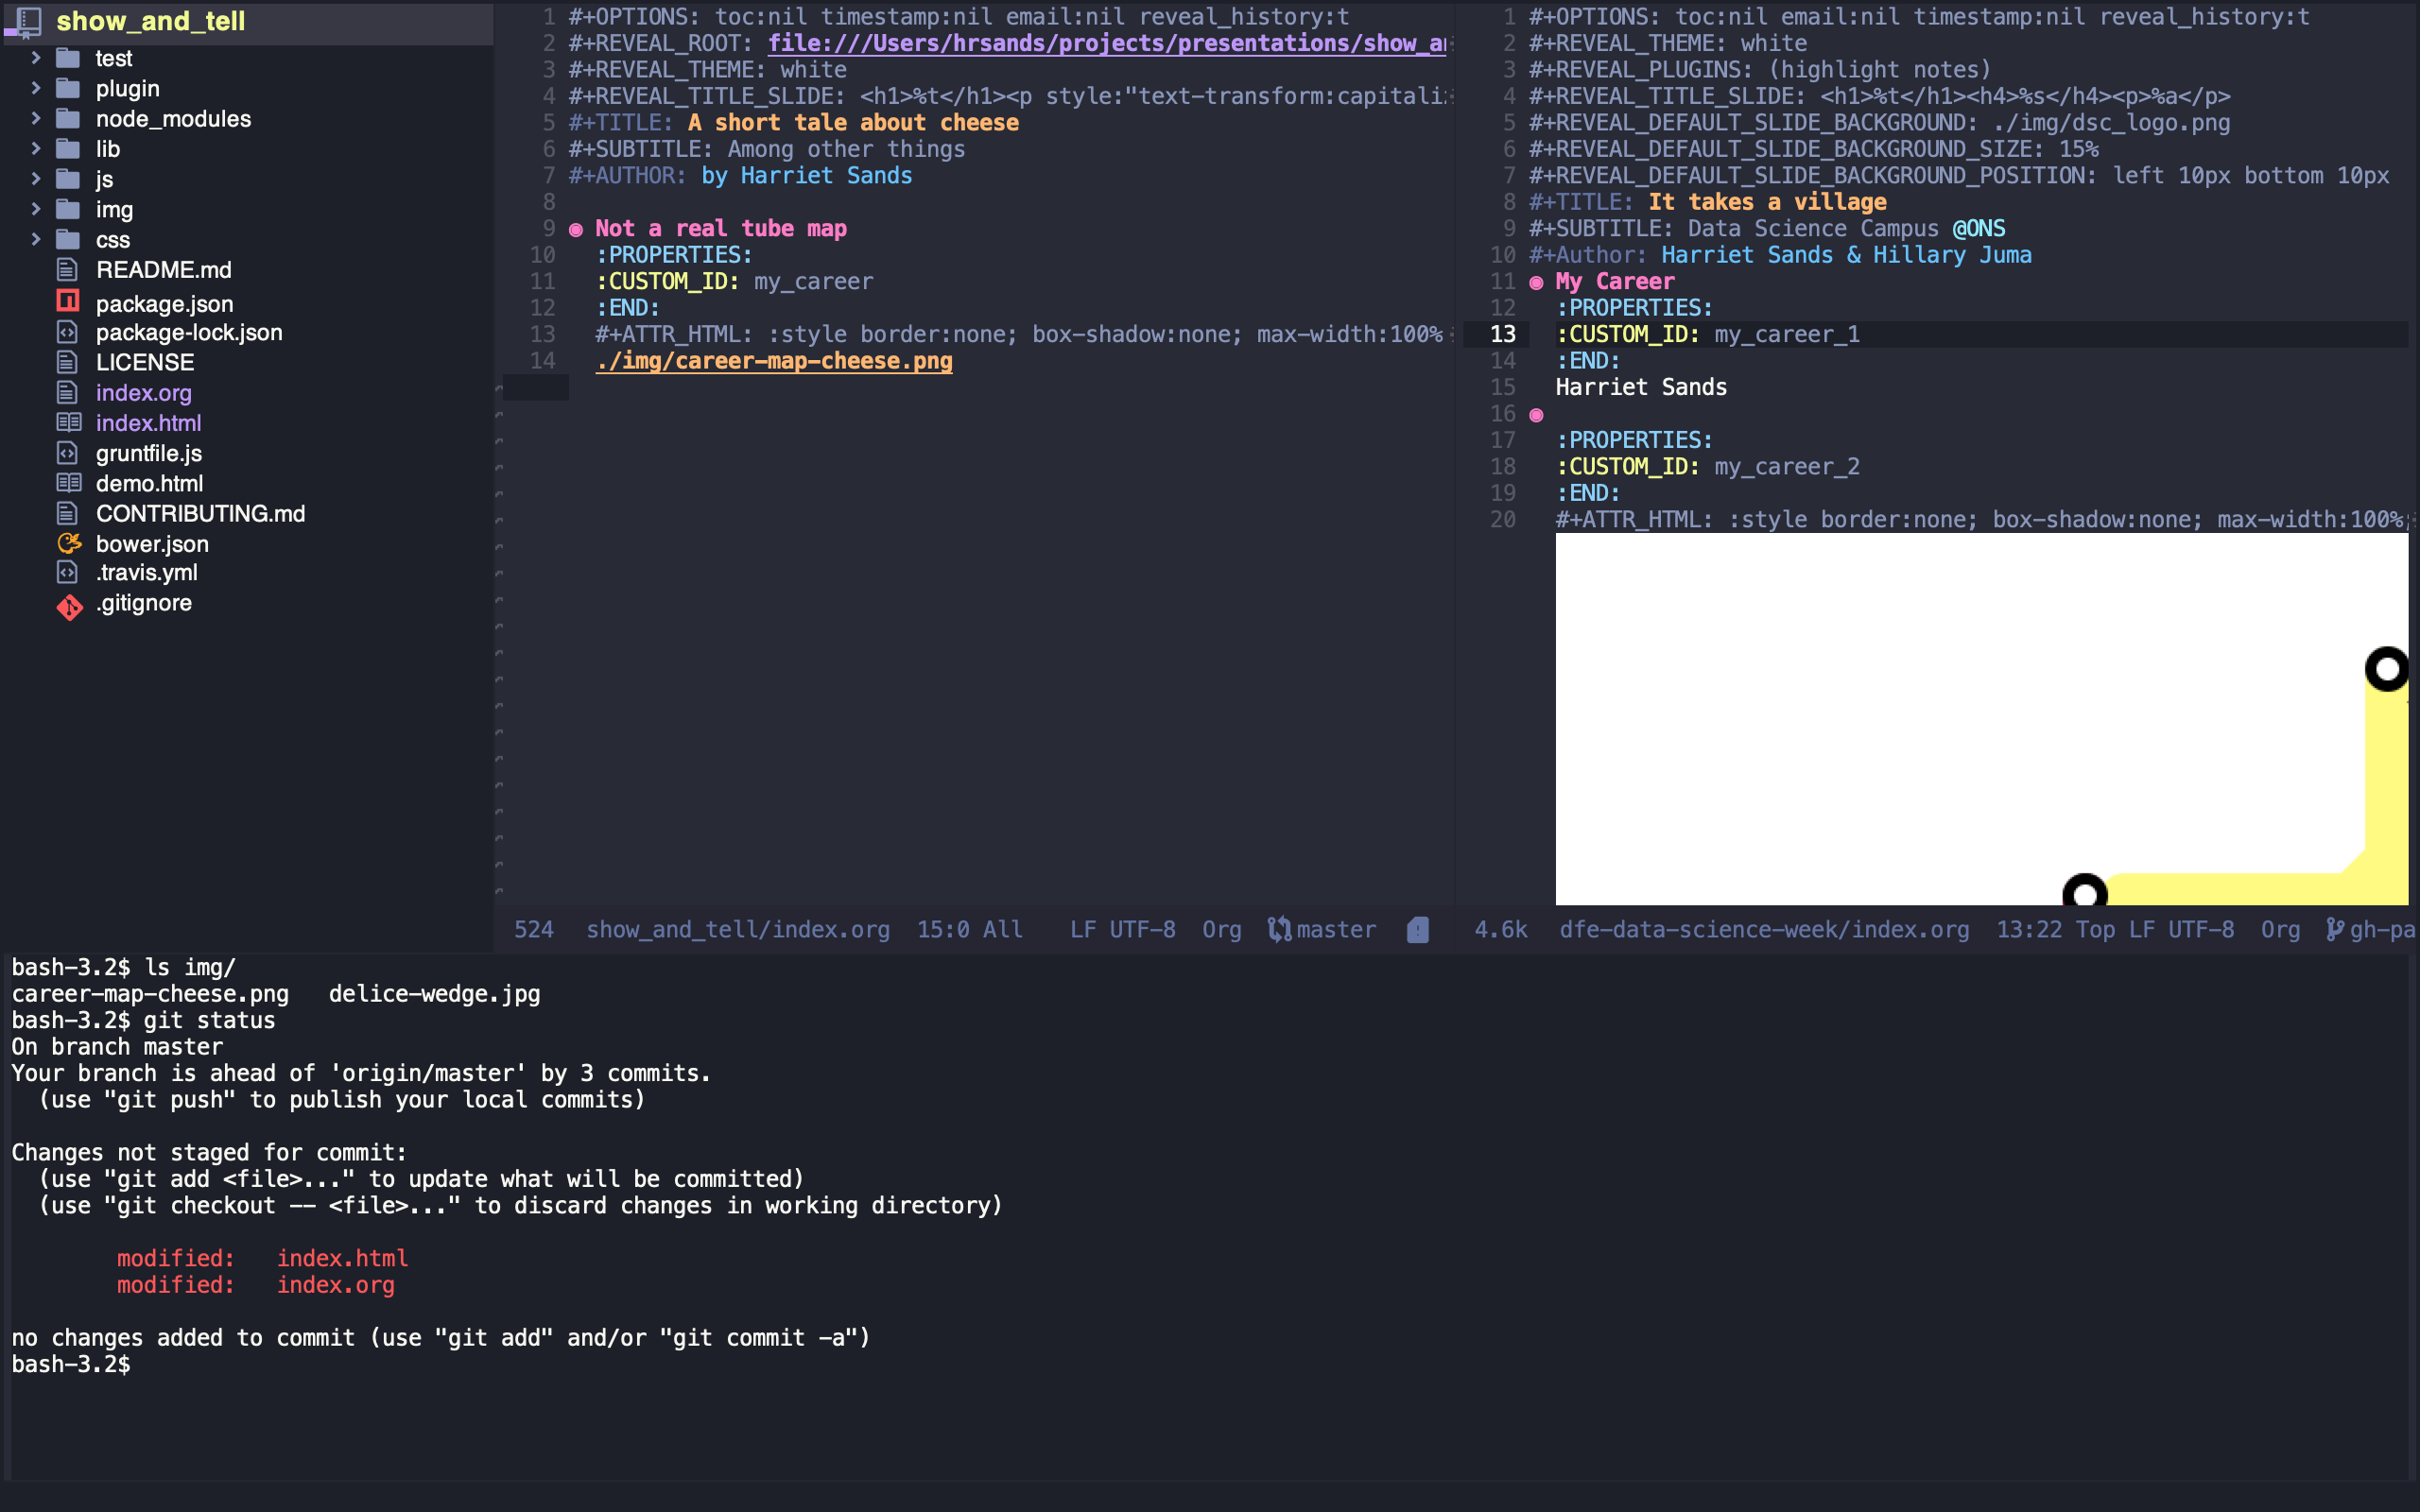 show_and_tell
test
plugin
node_modules
lib
js
img
css
README.md
package.json
package-lock.json
LICENSE
index.org
index.html
gruntfile.js
demo.html
CONTRIBUTING.md
bower.json
.travis.yml
.gitignore
1 #+OPTIONS: toc:nil timestamp:nil email:nil reveal_history:t
2 #+REVEAL_ROOT: file:///Users/hrsands/projects/presentations/show_a
3 #+REVEAL_THEME: white
4 #+REVEAL_TITLE_SLIDE: <h1>%t</h1><p style:"text-transform:capitali
5 #+TITLE: A short tale about cheese
6 #+SUBTITLE: Among other things
7 #+AUTHOR: by Harriet Sands
8
9 Not a real tube map
10 :PROPERTIES:
11 :CUSTOM_ID: my_career
12 :END:
13 #+ATTR_HTML: :style border:none; box-shadow:none; max-width:100%
14 ./img/career-map-cheese.png
524 show_and_tell/index.org 15:0 All LF UTF-8 Org master
1 #+OPTIONS: toc:nil email:nil timestamp:nil reveal_history:t
2 #+REVEAL_THEME: white
3 #+REVEAL_PLUGINS: (highlight notes)
4 #+REVEAL_TITLE_SLIDE: <h1>%t</h1><h4>%s</h4><p>%a</p>
5 #+REVEAL_DEFAULT_SLIDE_BACKGROUND: ./img/dsc_logo.png
6 #+REVEAL_DEFAULT_SLIDE_BACKGROUND_SIZE: 15%
7 #+REVEAL_DEFAULT_SLIDE_BACKGROUND_POSITION: left 10px bottom 10px
8 #+TITLE: It takes a village
9 #+SUBTITLE: Data Science Campus @ONS
10 #+Author: Harriet Sands & Hillary Juma
11 My Career
12 :PROPERTIES:
13 :CUSTOM_ID: my_career_1
14 :END:
15 Harriet Sands
16
17 :PROPERTIES:
18 :CUSTOM_ID: my_career_2
19 :END:
20 #+ATTR_HTML: :style border:none; box-shadow:none; max-width:100%;
4.6k dfe-data-science-week/index.org 13:22 Top LF UTF-8 Org gh-pa
bash-3.2$ ls img/
career-map-cheese.png delice-wedge.jpg
bash-3.2$ git status
On branch master
Your branch is ahead of 'origin/master' by 3 commits.
(use "git push" to publish your local commits)
Changes not staged for commit:
(use "git add <file>..." to update what will be committed)
(use "git checkout -- <file>..." to discard changes in working directory)
modified: index.html
modified: index.org
no changes added to commit (use "git add" and/or "git commit -a")
bash-3.2$